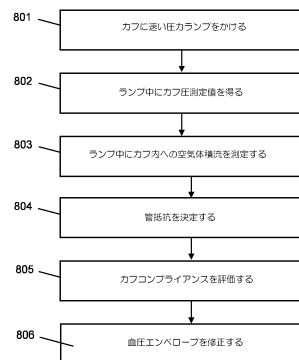 801
カフに速い圧力ランプをかける
802
ランプ中にカフ圧測定値を得る
803
ランプ中にカフ内への空気体積流を測定する
804
管抵抗を決定する
805
カフコンプライアンスを評価する
806
血圧エンベロープを修正する